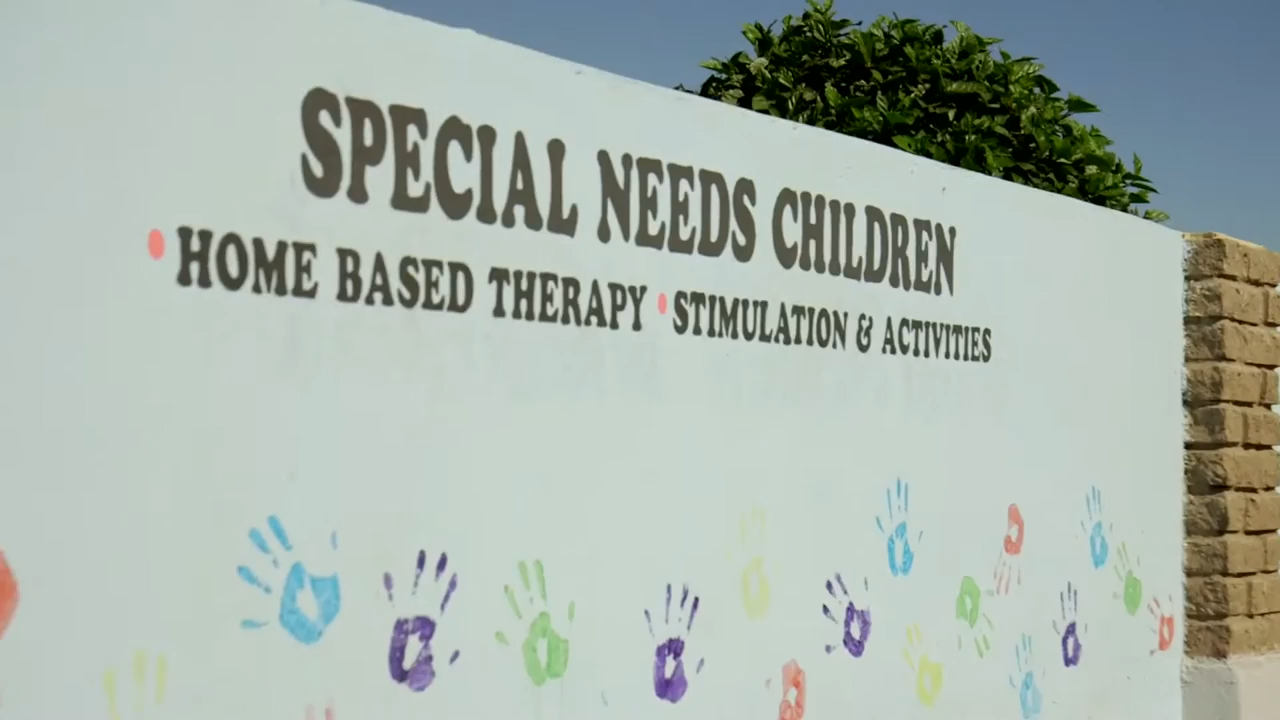 SPECIAL NEEDS CHILDREN
• HOME BASED THERAPY • STIMULATION & ACTIVITIES